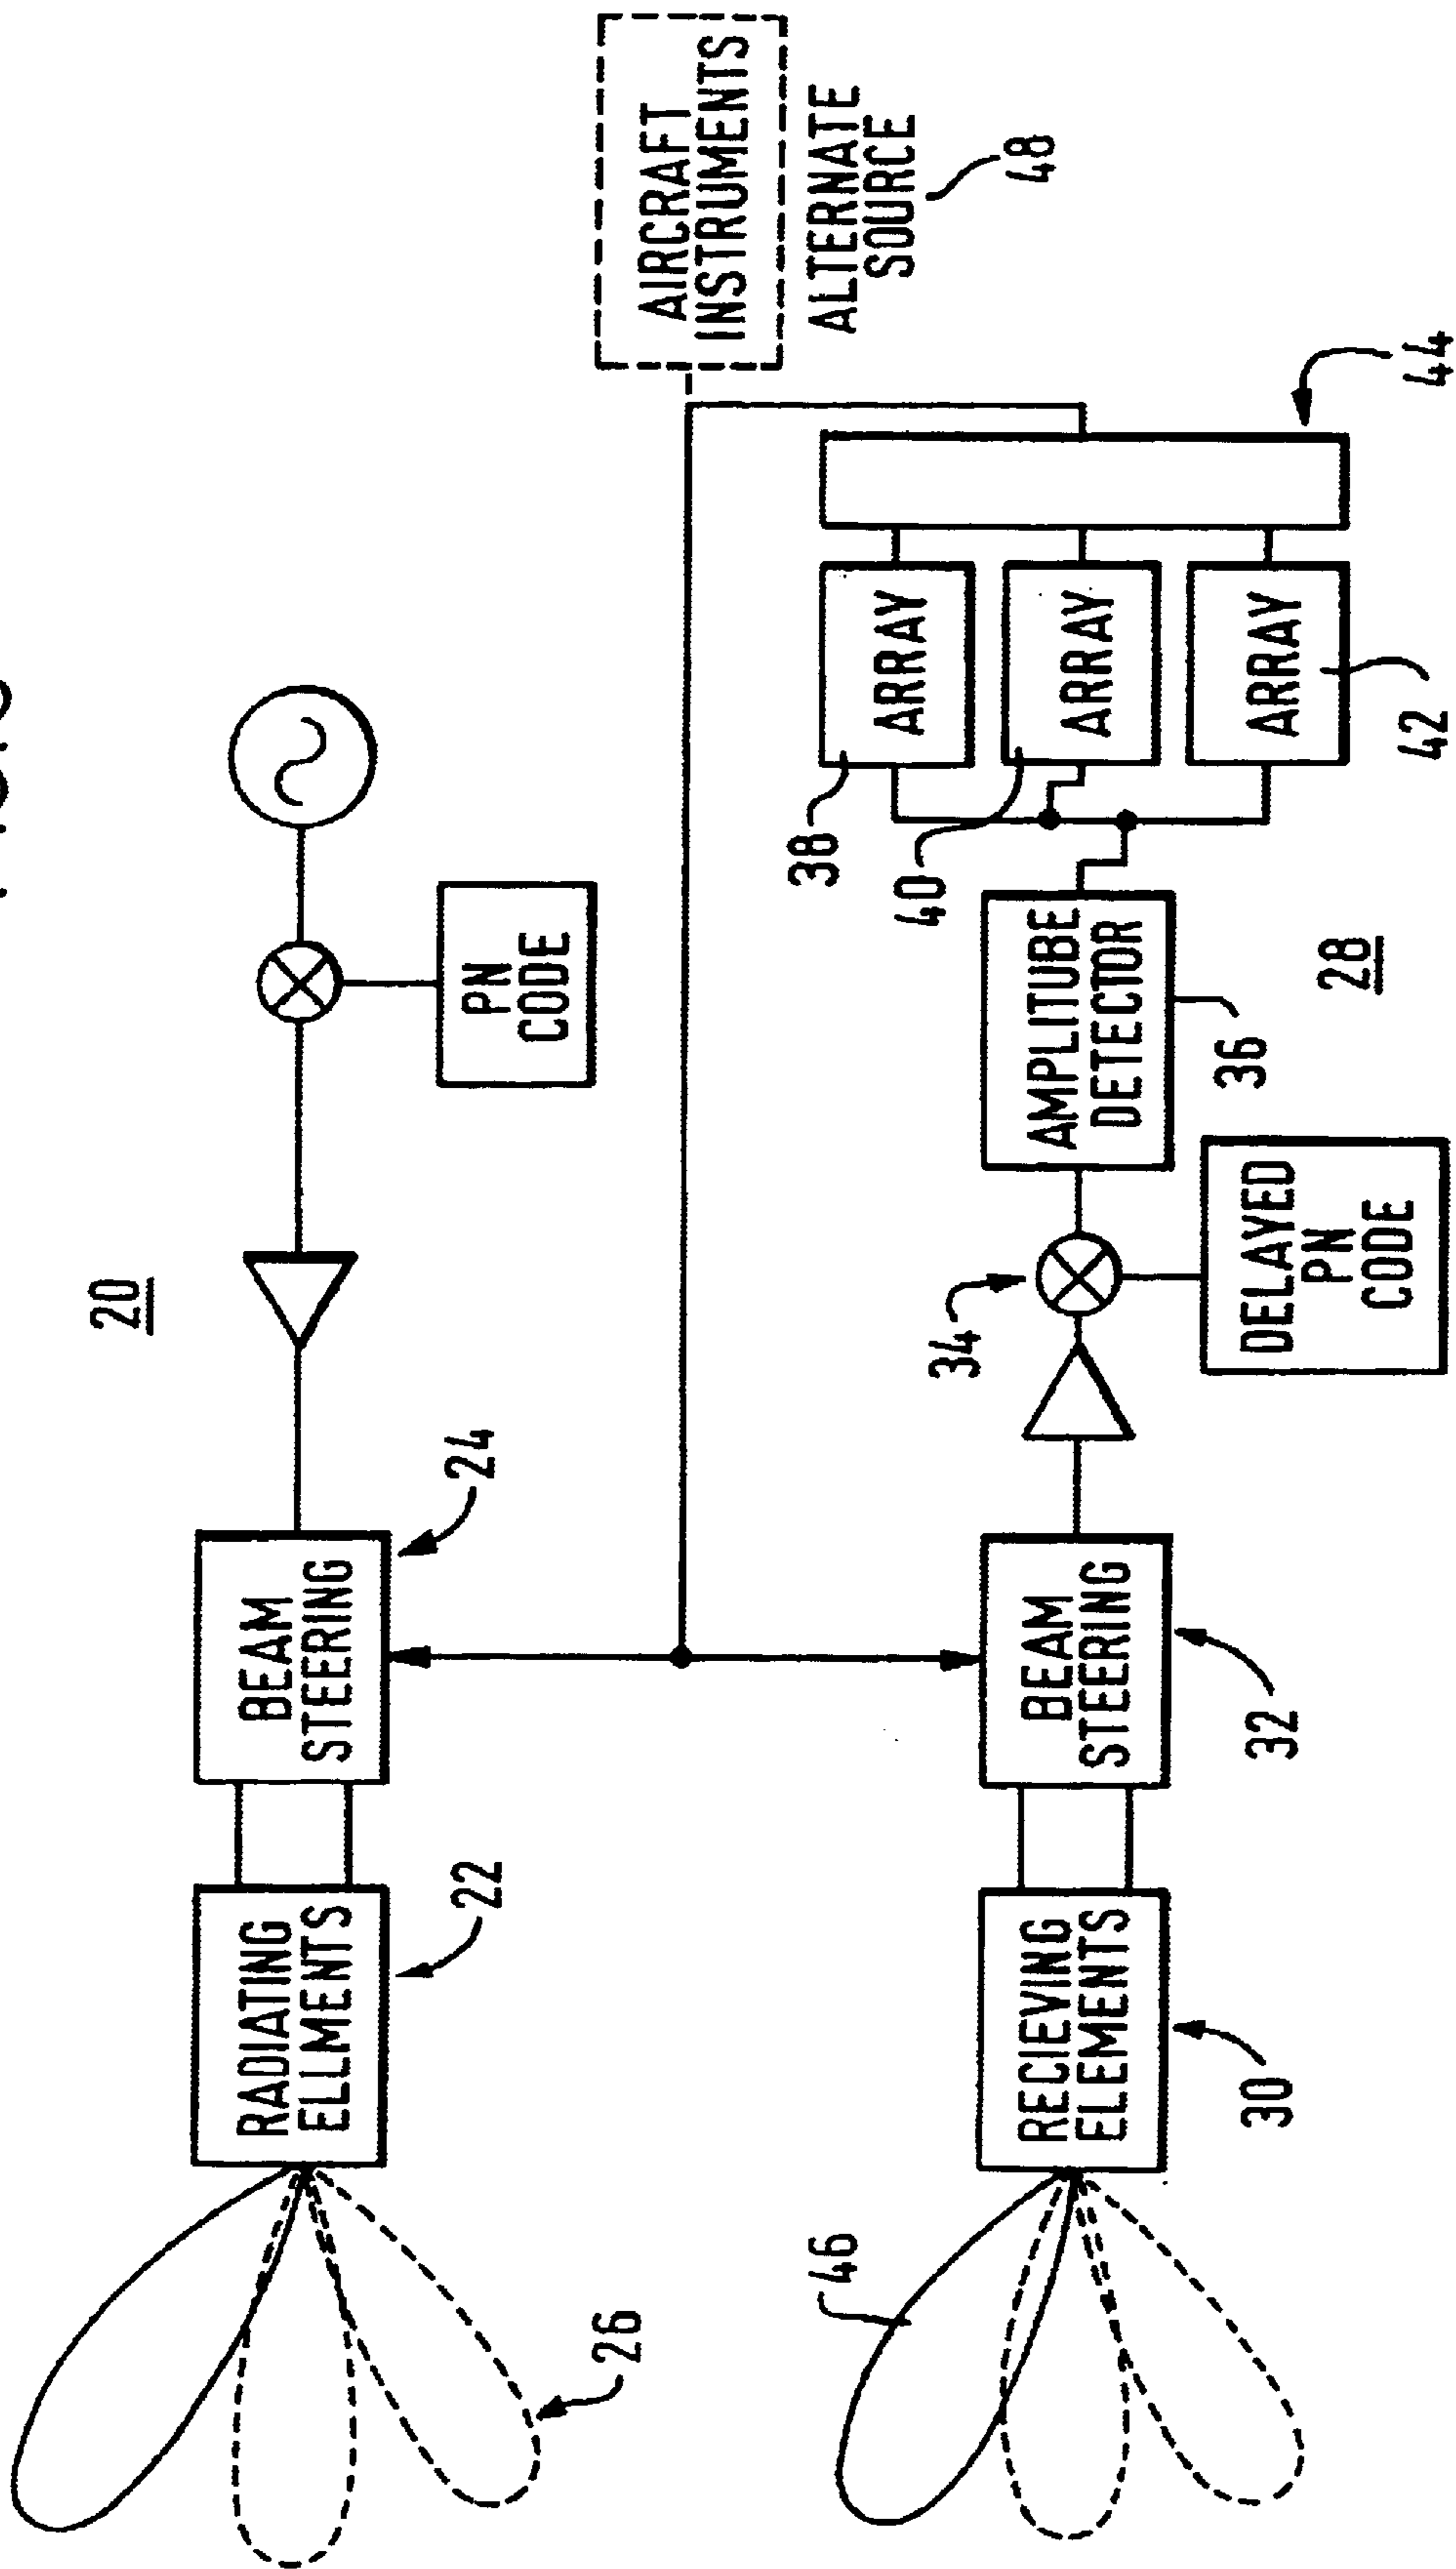 20
RADIATING
ELLMENTS
BEAM
STEERING
22
24
PN
CODE
26
AIRCRAFT
INSTRUMENTS
ALTERNATE
SOURCE
48
46
34
38
40
RECIEVING
ELEMENTS
BEAM
STEERING
AMPLITUBE
DETECTOR
ARRAY
ARRAY
ARRAY
30
32
DELAYED
PN
CODE
36
28
42
44